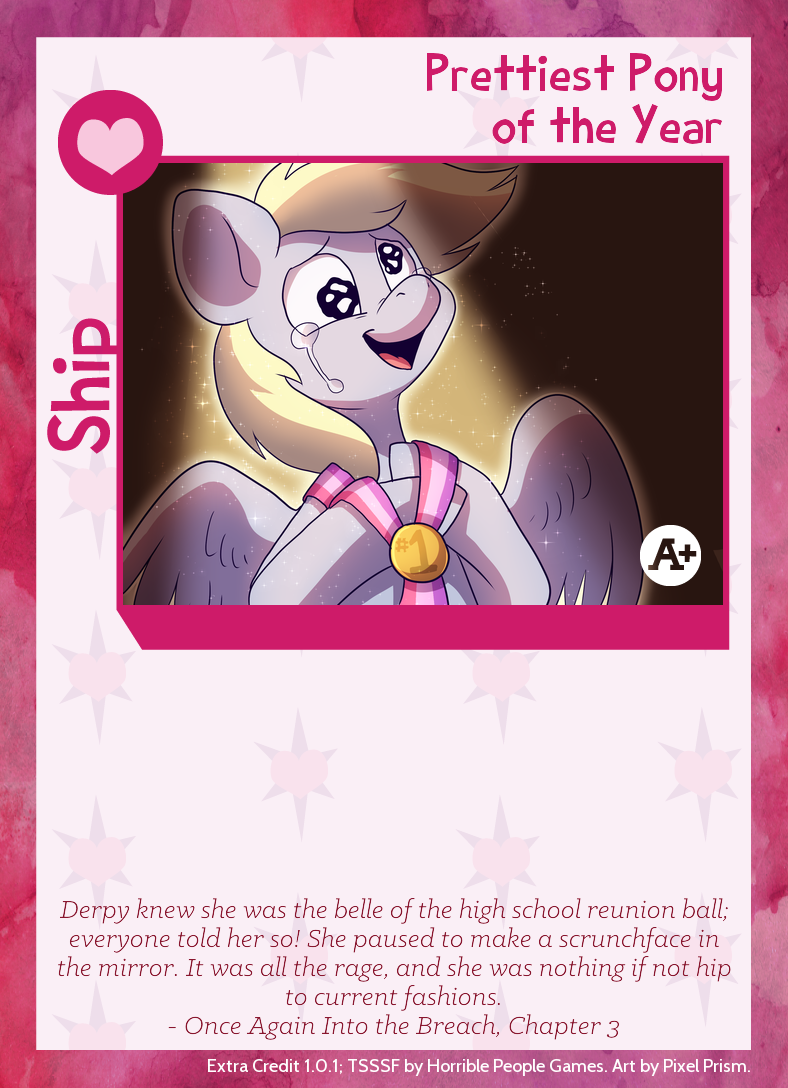 Prettiest Pony
of the Year
Ship
#1
A+
Derpy knew she was the belle of the high school reunion ball;
everyone told her so! She paused to make a scrunchface in
the mirror. It was all the rage, and she was nothing if not hip
to current fashions.
- Once Again Into the Breach, Chapter 3
Extra Credit 1.0.1; TSSSF by Horrible People Games. Art by Pixel Prism.